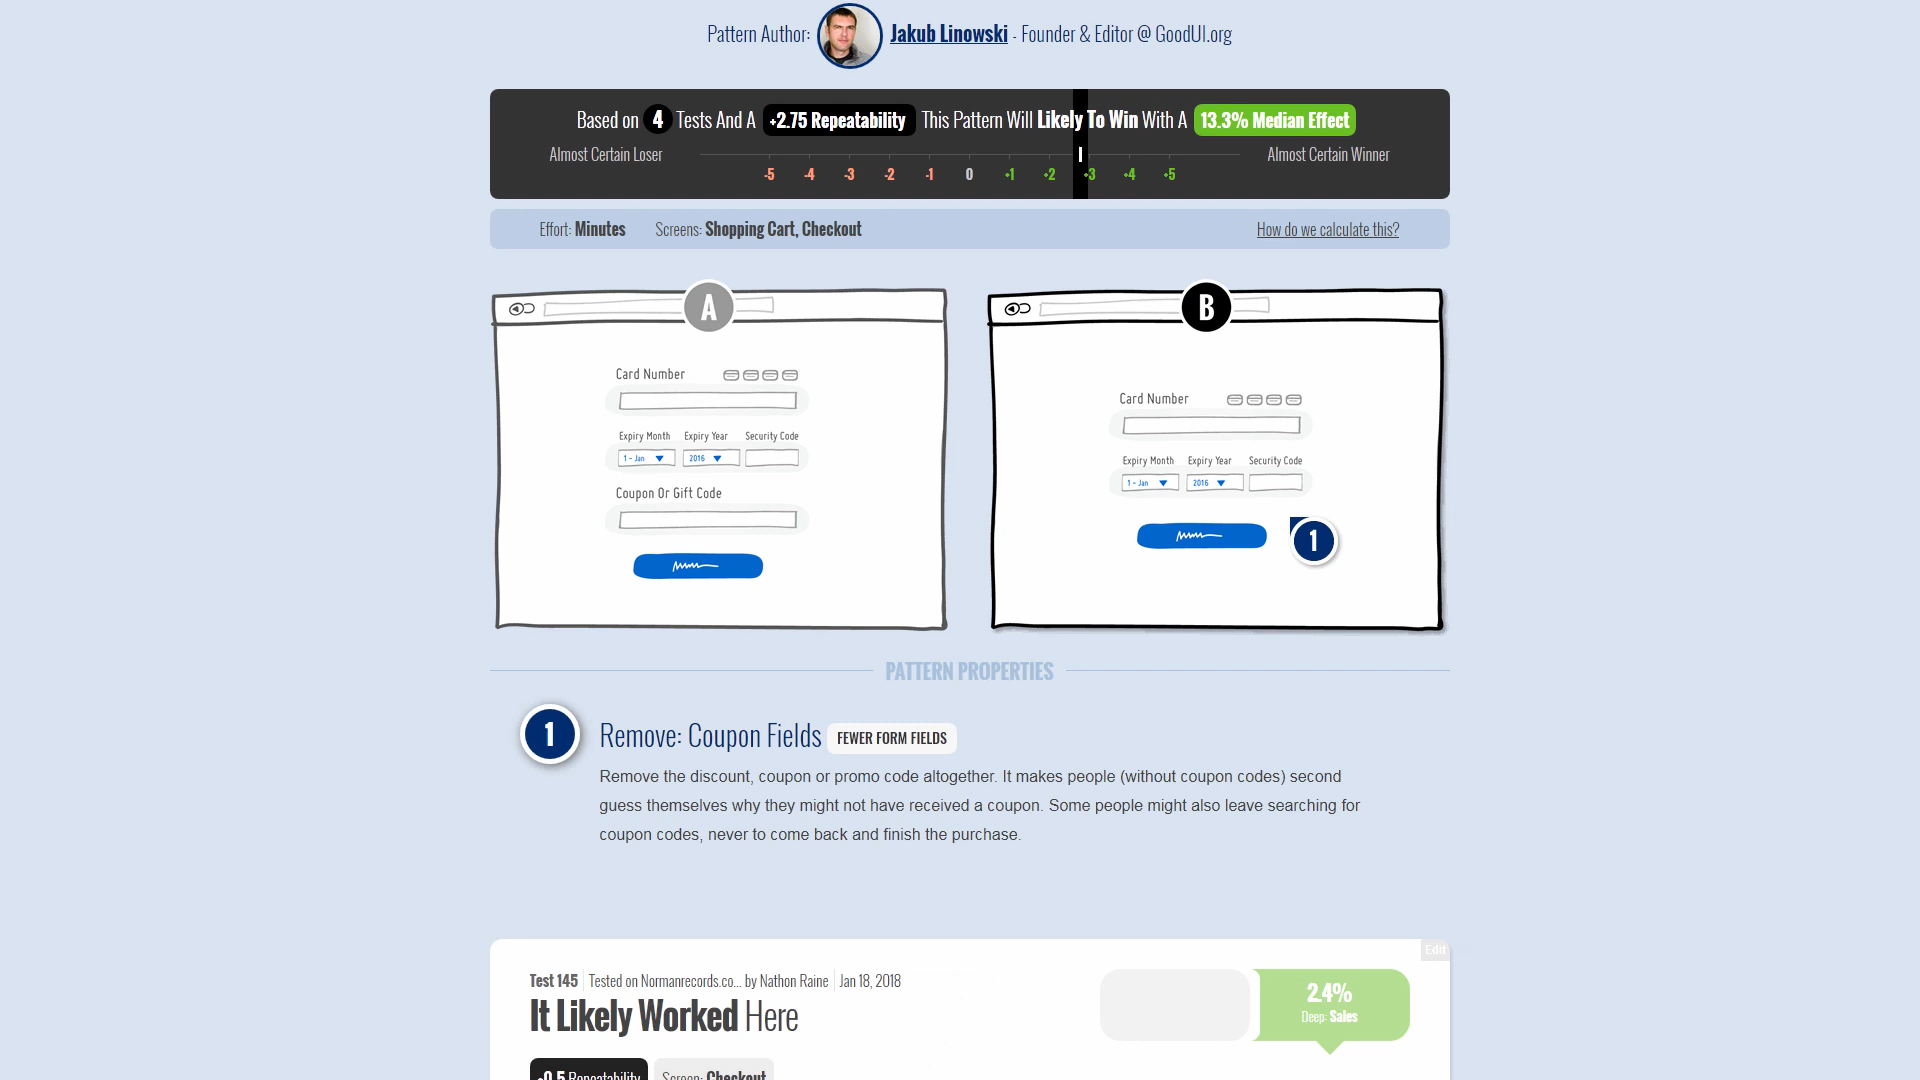 Pattern Author: Jakub Linowski - Founder & Editor @ GoodUI.org
Based on 4 Tests And A +2.75 Repeatability This Pattern Will Likely To Win With A 13.3% Median Effect
Almost Certain Loser
Almost Certain Winner
-5 -4 -3 -2 -1 0 +1 +2 +3 +4 +5
Effort: Minutes Screens: Shopping Cart, Checkout How do we calculate this?
A
Card Number
Expiry Month Expiry Year Security Code
1 - Jan 2016
Coupon Or Gift Code
B
Card Number
Expiry Month Expiry Year Security Code
1 - Jan 2016
1
PATTERN PROPERTIES
1
Remove: Coupon Fields FEWER FORM FIELDS
Remove the discount, coupon or promo code altogether. It makes people (without coupon codes) second
guess themselves why they might not have received a coupon. Some people might also leave searching for
coupon codes, never to come back and finish the purchase.
Edit
Test 145 Tested on Normanrecords.co... by Nathon Raine Jan 18, 2018
It Likely Worked Here
2.4%
Deep: Sales
+0.5 Repeatability Screen: Checkout